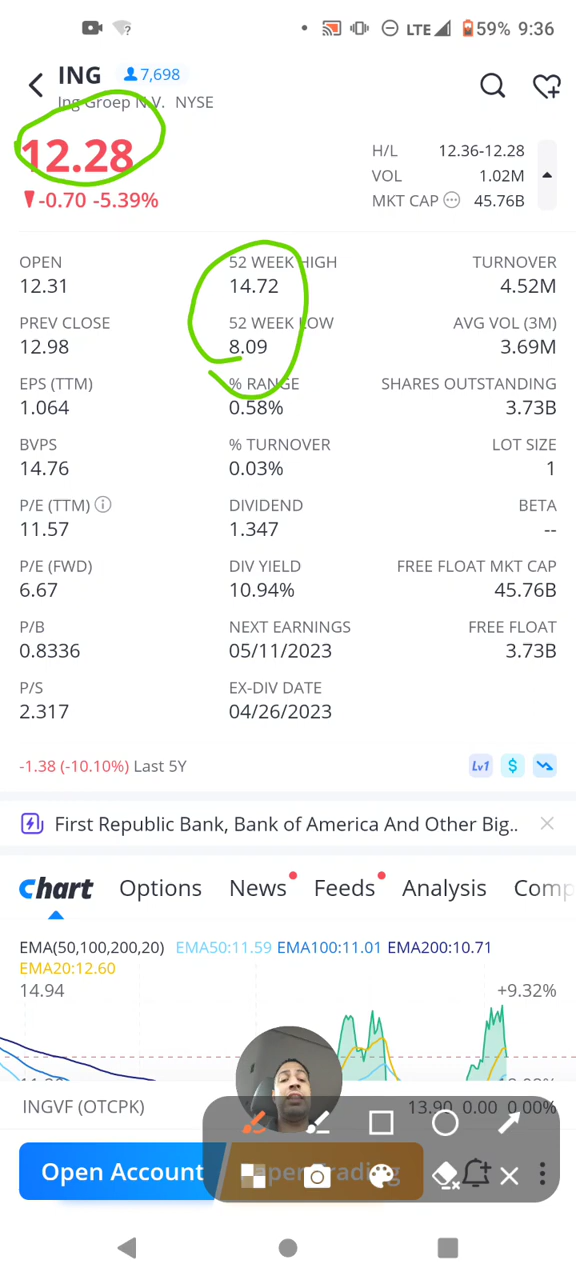 LTE 59% 9:36
ING 7,698
Ing Groep N.V. NYSE
12.28
-0.70 -5.39%
H/L 12.36-12.28
VOL 1.02M
MKT CAP 45.76B
OPEN 52 WEEK HIGH TURNOVER
12.31 14.72 4.52M
PREV CLOSE 52 WEEK LOW AVG VOL (3M)
12.98 8.09 3.69M
EPS (TTM) % RANGE SHARES OUTSTANDING
1.064 0.58% 3.73B
BVPS % TURNOVER LOT SIZE
14.76 0.03% 1
P/E (TTM) DIVIDEND BETA
11.57 1.347 --
P/E (FWD) DIV YIELD FREE FLOAT MKT CAP
6.67 10.94% 45.76B
P/B NEXT EARNINGS FREE FLOAT
0.8336 05/11/2023 3.73B
P/S EX-DIV DATE
2.317 04/26/2023
-1.38 (-10.10%) Last 5Y Lv1 $
First Republic Bank, Bank of America And Other Big..
Chart Options News Feeds Analysis Comp
EMA(50,100,200,20) EMA50:11.59 EMA100:11.01 EMA200:10.71
EMA20:12.60
14.94 +9.32%
INGVF (OTCPK) 13.90 0.00 0.00%
Open Account